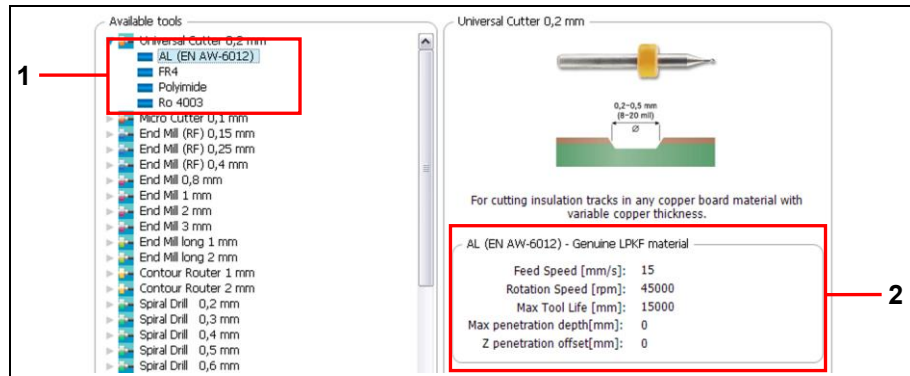 Available tools
Universal Cutter 0,2 mm
AL (EN AW-6012)
FR4
Polyimide
Ro 4003
Micro Cutter 0,1 mm
End Mill (RF) 0,15 mm
End Mill (RF) 0,25 mm
End Mill (RF) 0,4 mm
End Mill 0,8 mm
End Mill 1 mm
End Mill 2 mm
End Mill 3 mm
End Mill long 1 mm
End Mill long 2 mm
Contour Router 1 mm
Contour Router 2 mm
Spiral Drill 0,2 mm
Spiral Drill 0,3 mm
Spiral Drill 0,4 mm
Spiral Drill 0,5 mm
Spiral Drill 0,6 mm
1
Universal Cutter 0,2 mm
0,2-0,5 mm
(8-20 mil)
Ø
For cutting insulation tracks in any copper board material with
variable copper thickness.
AL (EN AW-6012) - Genuine LPKF material
Feed Speed [mm/s]: 15
Rotation Speed [rpm]: 45000
Max Tool Life [mm]: 15000
Max penetration depth[mm]: 0
Z penetration offset[mm]: 0
2